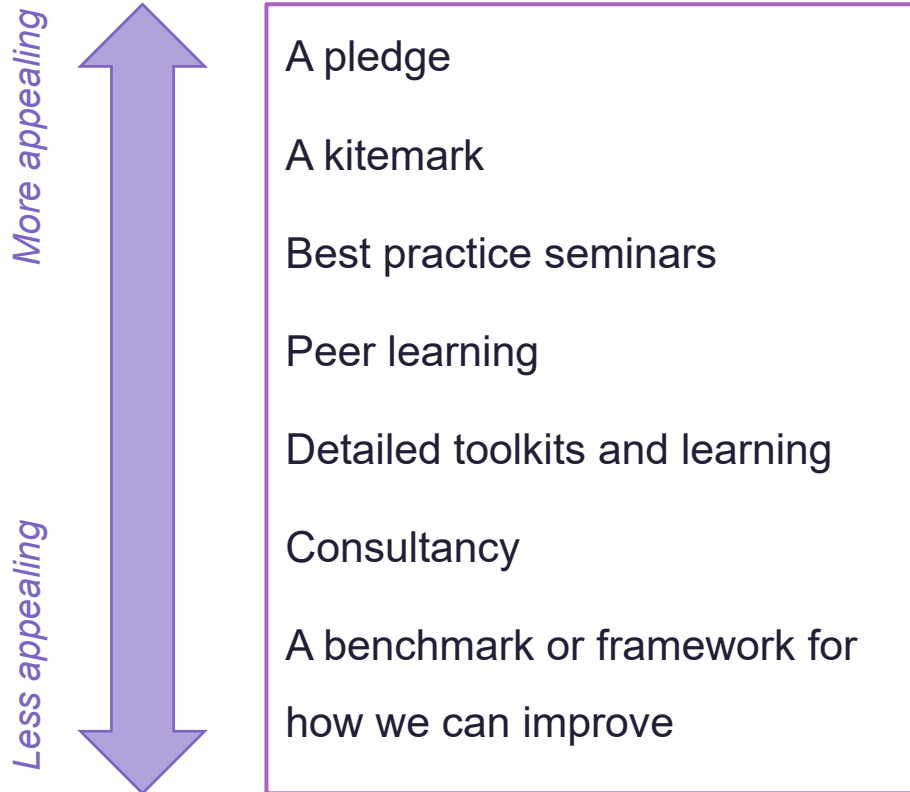 More appealing
Less appealing
A pledge
A kitemark
Best practice seminars
Peer learning
Detailed toolkits and learning
Consultancy
A benchmark or framework for
how we can improve